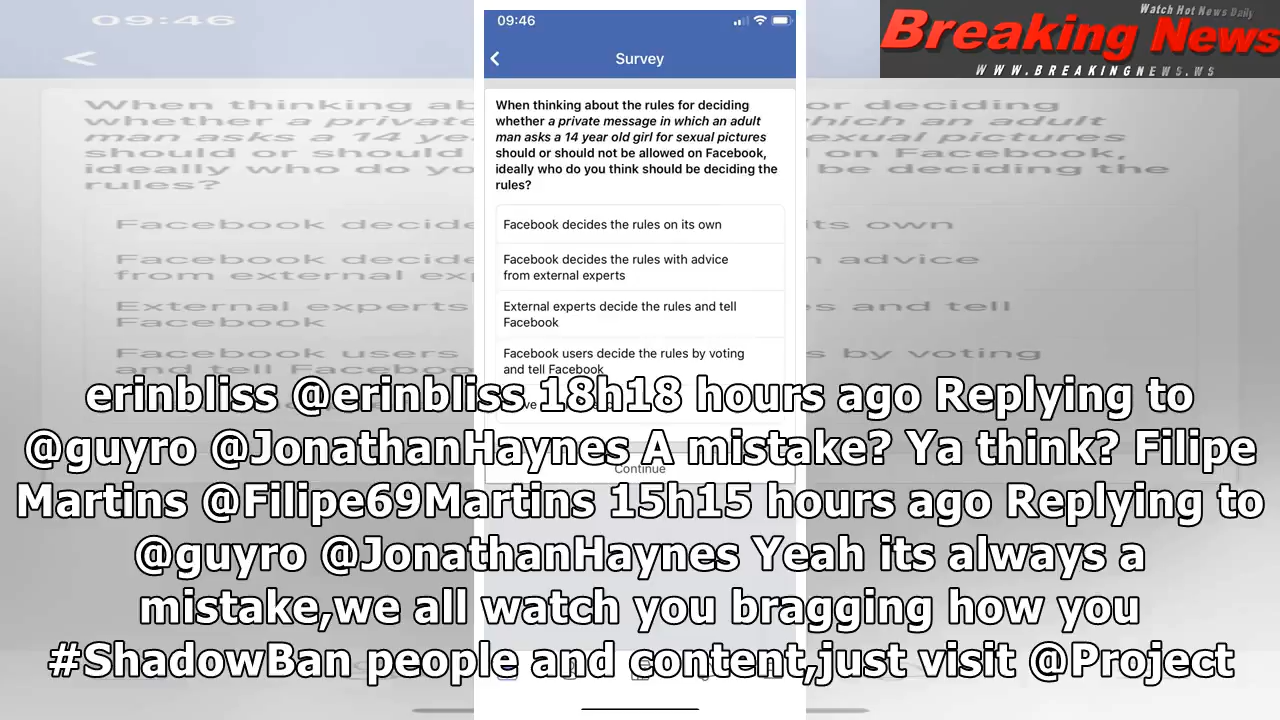 09:46
09:46
Watch Hot News Daily
Breaking News
WWW.BREAKINGNEWS.WS
<
Survey
When thinking about the rules for deciding
whether a private message in which an adult
man asks a 14 year old girl for sexual pictures
should or should not be allowed on Facebook,
ideally who do you think should be deciding the
rules?
Facebook decides the rules on its own
Facebook decides the rules with advice
from external experts
External experts decide the rules and tell
Facebook
Facebook users decide the rules by voting
and tell Facebook
Continue
erinbliss @erinbliss 18h18 hours ago Replying to
@guyro @JonathanHaynes A mistake? Ya think? Filipe
Martins @Filipe69Martins 15h15 hours ago Replying to
@guyro @JonathanHaynes Yeah its always a
mistake,we all watch you bragging how you
#ShadowBan people and content,just visit @Project